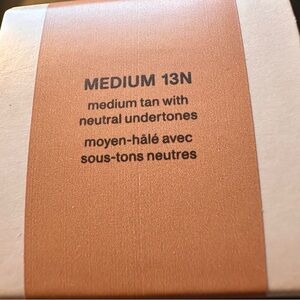 MEDIUM 13N
medium tan with
neutral undertones
moyen-hâlé avec
sous-tons neutres